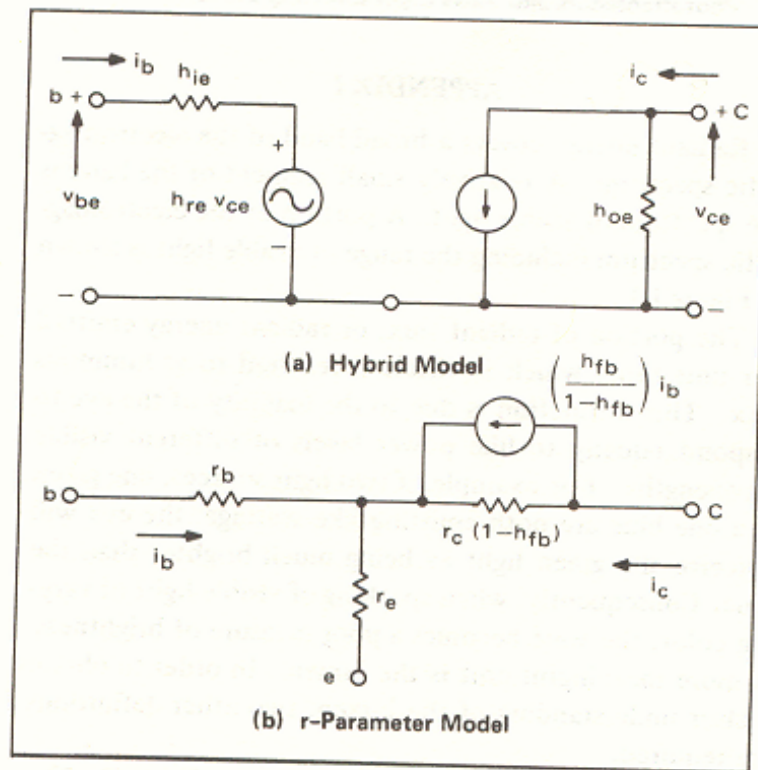 APPENDIX
i_b
h_ie
i_c
b +
+ C
+
v_be
h_re v_ce
h_oe
v_ce
−
−
−
(a) Hybrid Model
(h_fb / 1−h_fb) i_b
r_b
b
C
r_c (1−h_fb)
i_b
i_c
r_e
e
(b) r-Parameter Model